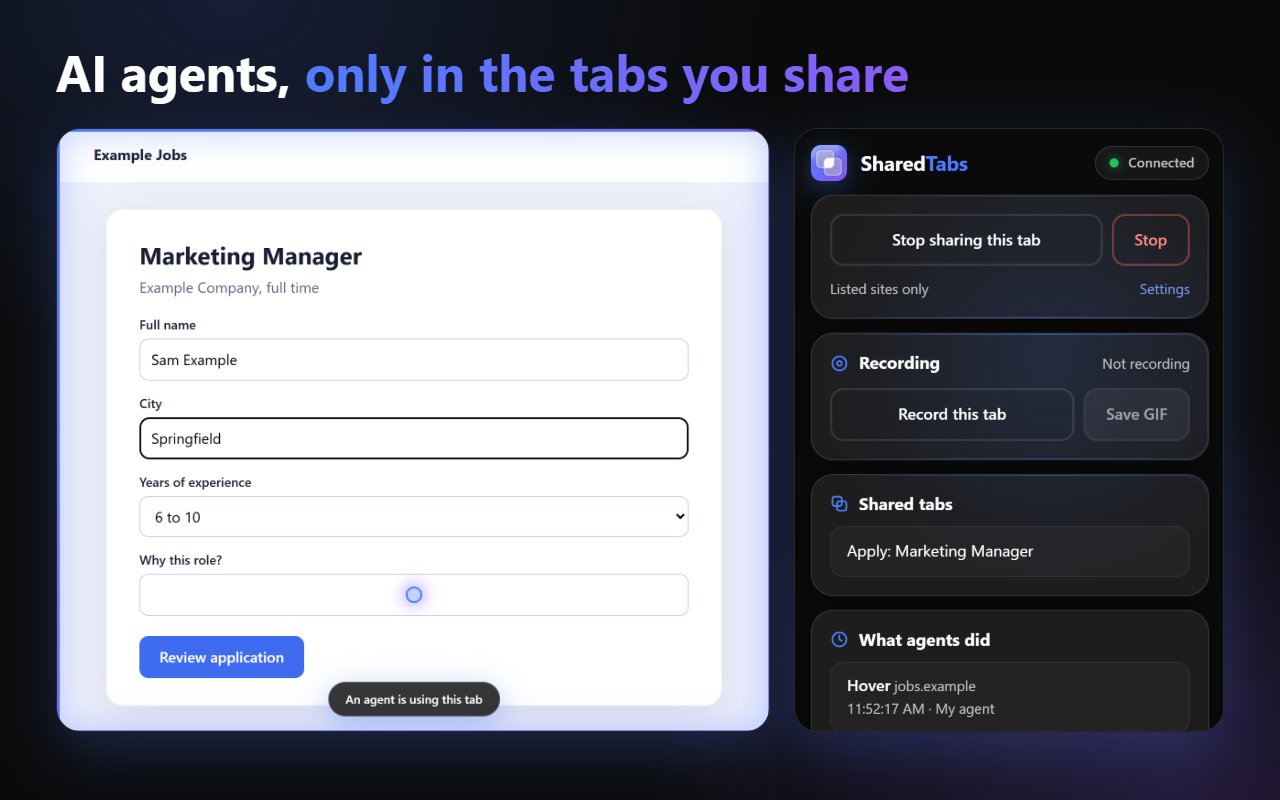 AI agents, only in the tabs you share
Example Jobs
Marketing Manager
Example Company, full time
Full name
Sam Example
City
Springfield
Years of experience
6 to 10
Why this role?
Review application
An agent is using this tab
SharedTabs
Connected
Stop sharing this tab
Stop
Listed sites only
Settings
Recording
Not recording
Record this tab
Save GIF
Shared tabs
Apply: Marketing Manager
What agents did
Hover jobs.example
11:52:17 AM · My agent